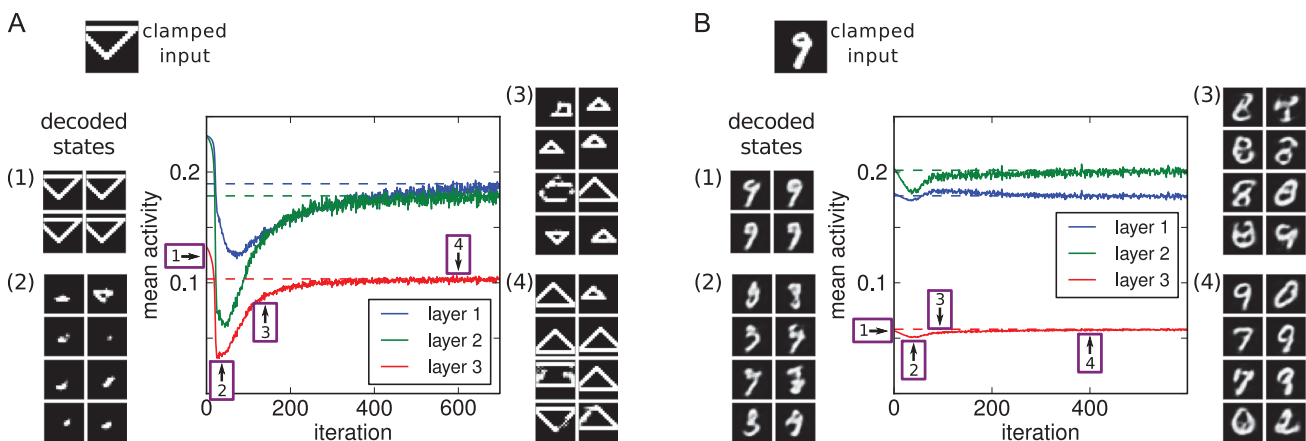 A
clamped
input
decoded
states
(1)
(2)
(3)
(4)
mean activity
0.2
0.1
0
200
400
600
iteration
1
2
3
4
layer 1
layer 2
layer 3
B
clamped
input
decoded
states
(1)
(2)
(3)
(4)
mean activity
0.2
0.1
0
200
400
iteration
1
2
3
4
layer 1
layer 2
layer 3